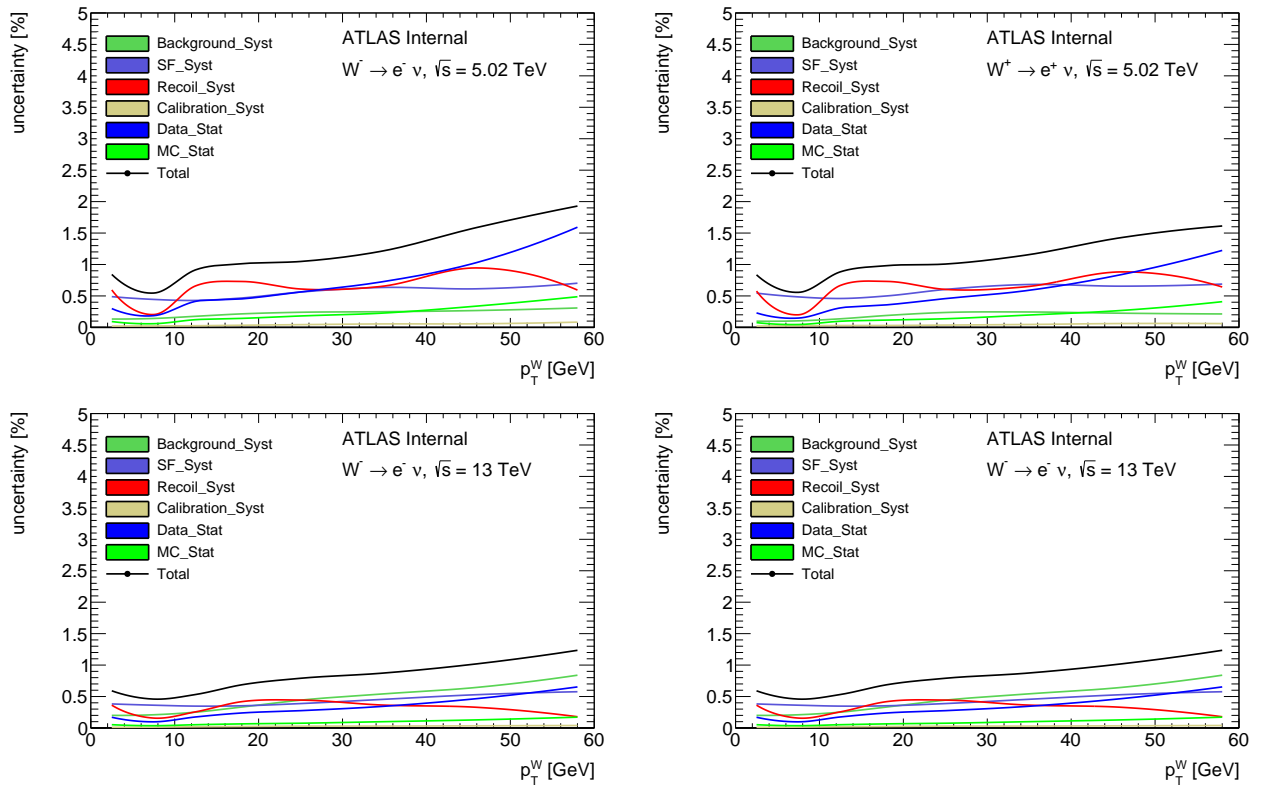 uncertainty [%]
5
4.5
4
3.5
3
2.5
2
1.5
1
0.5
0
Background_Syst
SF_Syst
Recoil_Syst
Calibration_Syst
Data_Stat
MC_Stat
Total
ATLAS Internal
W⁻ → e⁻ ν, √s = 5.02 TeV
0 10 20 30 40 50 60
p_T^W [GeV]
uncertainty [%]
5
4.5
4
3.5
3
2.5
2
1.5
1
0.5
0
Background_Syst
SF_Syst
Recoil_Syst
Calibration_Syst
Data_Stat
MC_Stat
Total
ATLAS Internal
W⁺ → e⁺ ν, √s = 5.02 TeV
0 10 20 30 40 50 60
p_T^W [GeV]
uncertainty [%]
5
4.5
4
3.5
3
2.5
2
1.5
1
0.5
0
Background_Syst
SF_Syst
Recoil_Syst
Calibration_Syst
Data_Stat
MC_Stat
Total
ATLAS Internal
W⁻ → e⁻ ν, √s = 13 TeV
0 10 20 30 40 50 60
p_T^W [GeV]
uncertainty [%]
5
4.5
4
3.5
3
2.5
2
1.5
1
0.5
0
Background_Syst
SF_Syst
Recoil_Syst
Calibration_Syst
Data_Stat
MC_Stat
Total
ATLAS Internal
W⁻ → e⁻ ν, √s = 13 TeV
0 10 20 30 40 50 60
p_T^W [GeV]